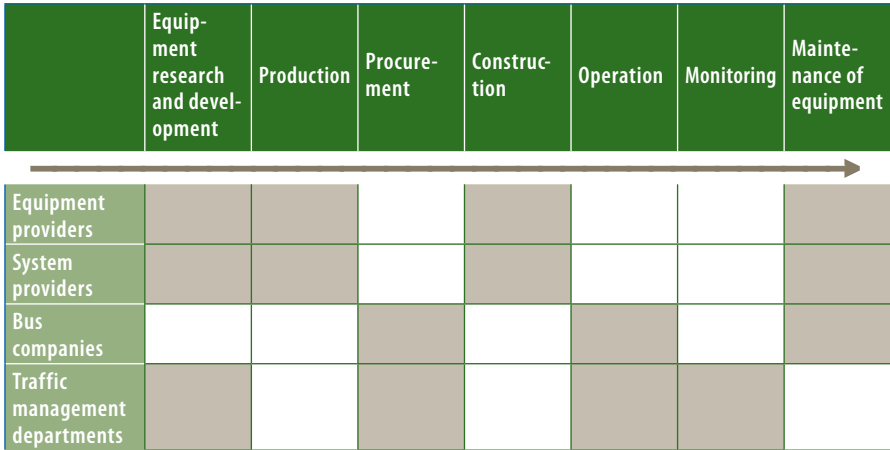 Equip-
ment
research
and devel-
opment
Production
Procure-
ment
Construc-
tion
Operation
Monitoring
Mainte-
nance of
equipment
Equipment
providers
System
providers
Bus
companies
Traffic
management
departments